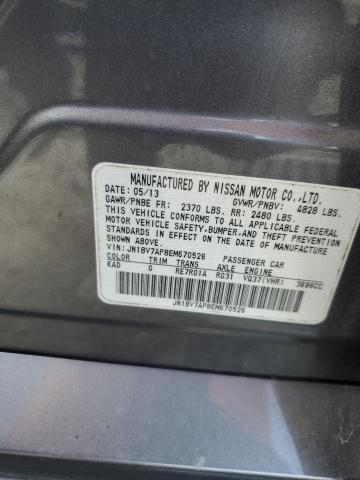 MANUFACTURED BY NISSAN MOTOR CO.,LTD.
DATE: 05/13 GVWR/PNBV: 4828 LBS.
GAWR/PNBE FR: 2370 LBS. RR: 2480 LBS.
THIS VEHICLE CONFORMS TO ALL APPLICABLE FEDERAL
MOTOR VEHICLE SAFETY, BUMPER, AND THEFT PREVENTION
STANDARDS IN EFFECT ON THE DATE OF MANUFACTURE
SHOWN ABOVE.
VIN: JN1BV7AP8EM670526 PASSENGER CAR
COLOR TRIM TRANS AXLE ENGINE
KAD G RE7R01A RG31 VQ37(VHR) 3696CC
JN1BV7AP8EM670526